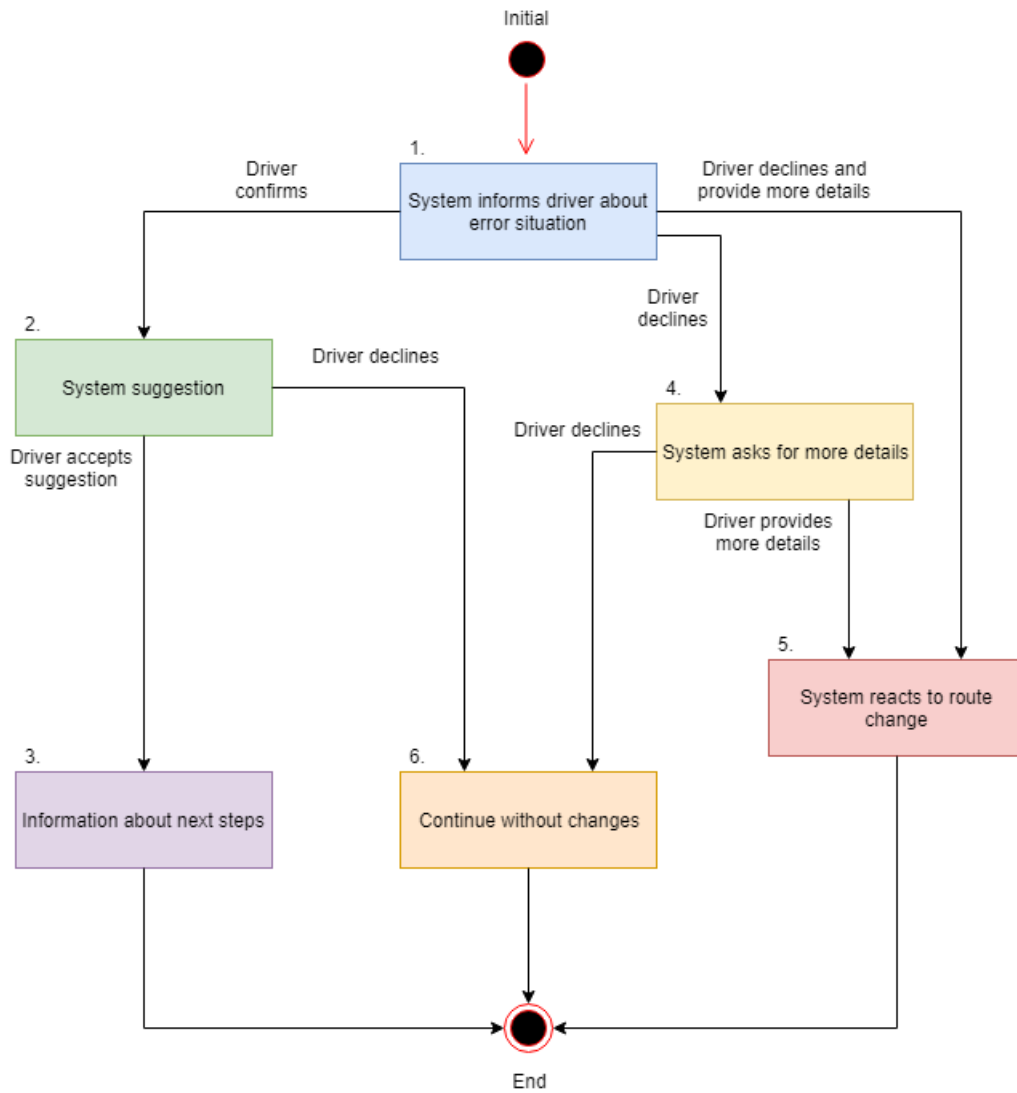 Initial
1.
Driver
confirms
Driver declines and
provide more details
System informs driver about
error situation
Driver
declines
2.
System suggestion
Driver declines
4.
System asks for more details
Driver declines
Driver accepts
suggestion
Driver provides
more details
5.
System reacts to route
change
3.
Information about next steps
6.
Continue without changes
End